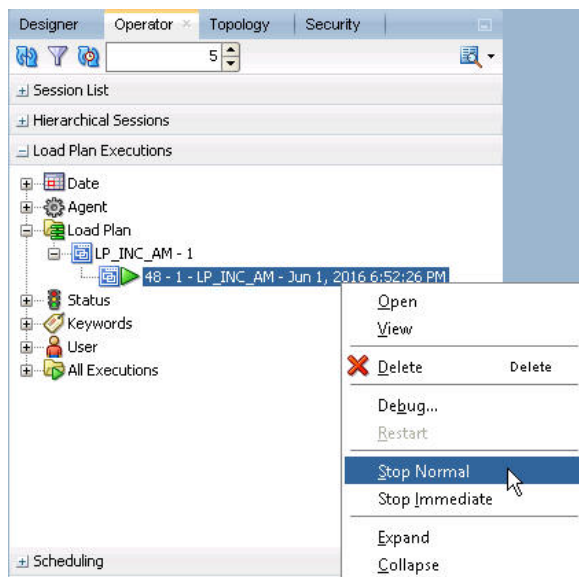 Designer Operator Topology Security
5
Session List
Hierarchical Sessions
Load Plan Executions
Date
Agent
Load Plan
LP_INC_AM - 1
48 - 1 - LP_INC_AM - Jun 1, 2016 6:52:26 PM
Status
Keywords
User
All Executions
Scheduling
Open
View
Delete Delete
Debug...
Restart
Stop Normal
Stop Immediate
Expand
Collapse